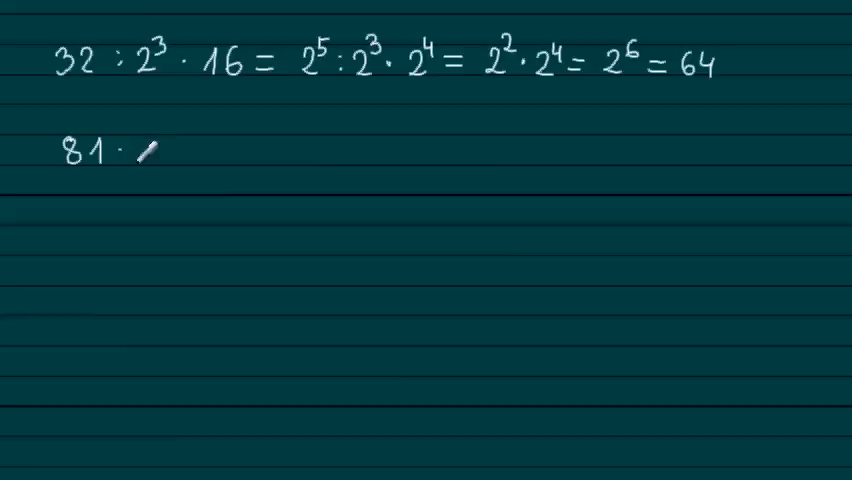 32 : 2³ · 16 = 2⁵ : 2³ · 2⁴ = 2² · 2⁴ = 2⁶ = 64
81 ·